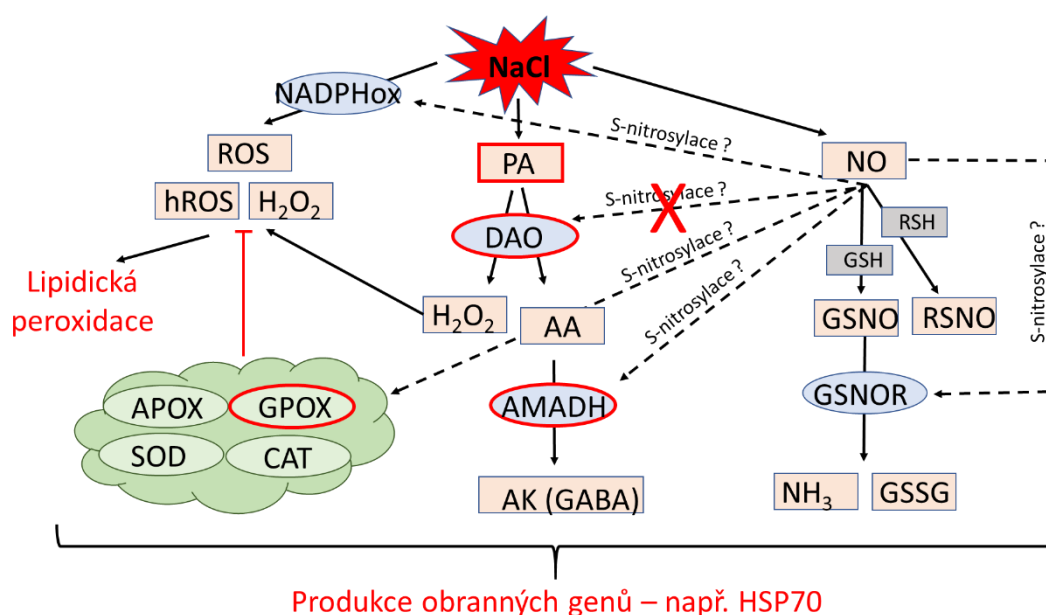 NaCl
NADPHox
S-nitrosylace ?
ROS
PA
NO
hROS
H₂O₂
S-nitrosylace ?
X
RSH
DAO
S-nitrosylace ?
GSH
S-nitrosylace ?
S-nitrosylace ?
Lipidická
peroxidace
H₂O₂
AA
GSNO
RSNO
APOX
GPOX
AMADH
GSNOR
SOD
CAT
AK (GABA)
NH₃
GSSG
Produkce obranných genů – např. HSP70